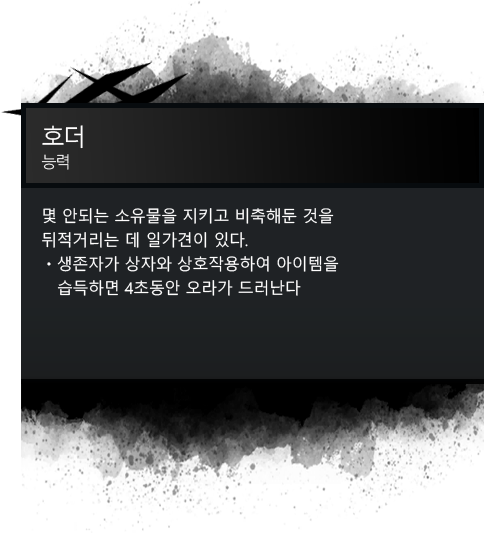 호더
능력
몇 안되는 소유물을 지키고 비축해둔 것을
뒤적거리는 데 일가견이 있다.
· 생존자가 상자와 상호작용하여 아이템을
습득하면 4초동안 오라가 드러난다